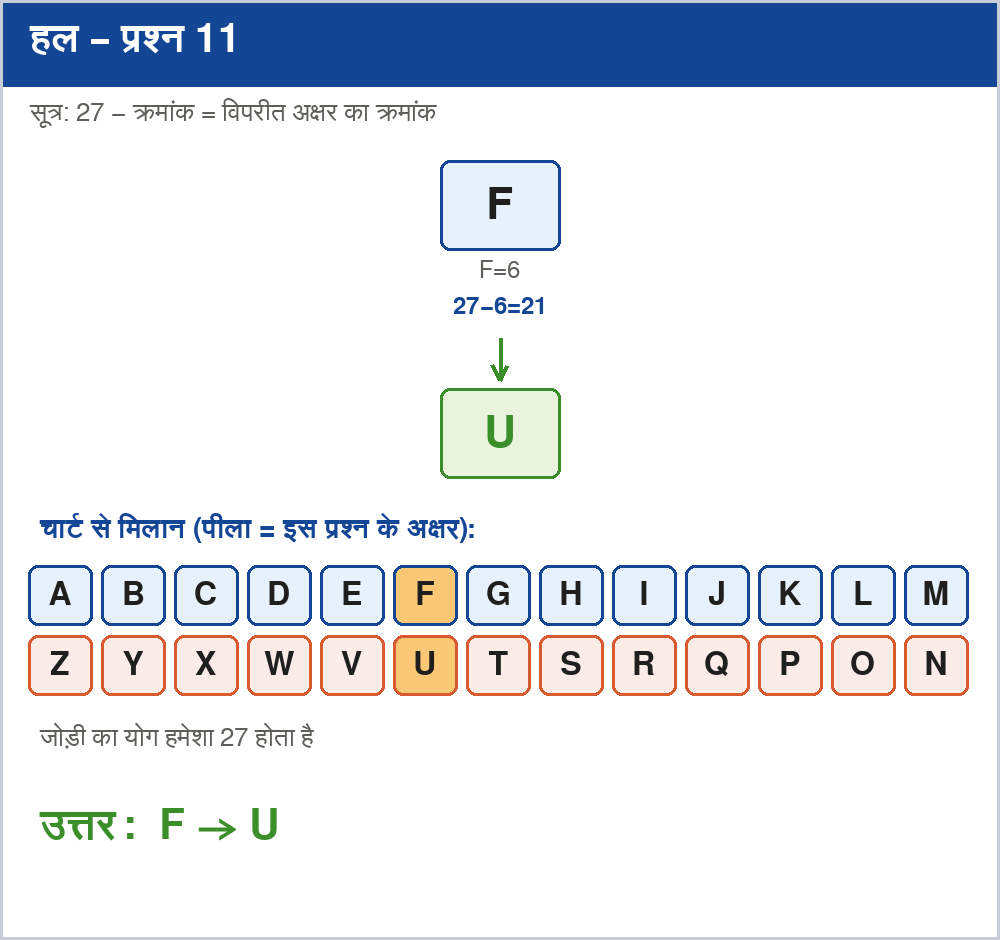 हल – प्रश्न 11
सूत्र: 27 – क्रमांक = विपरीत अक्षर का क्रमांक
F
F=6
27−6=21
↓
U
चार्ट से मिलान (पीला = इस प्रश्न के अक्षर):
A B C D E F G H I J K L M
Z Y X W V U T S R Q P O N
जोड़ी का योग हमेशा 27 होता है
उत्तर : F → U